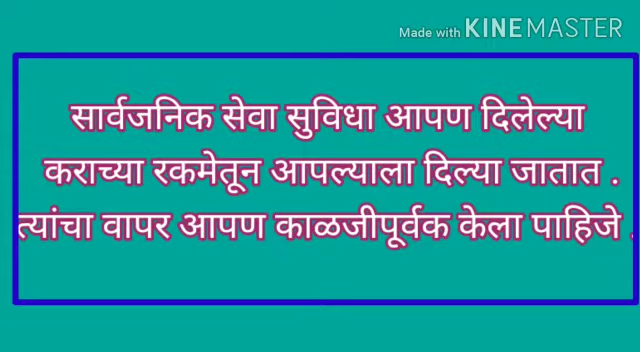 Made with KINEMASTER
सार्वजनिक सेवा सुविधा आपण दिलेल्या
कराच्या रकमेतून आपल्याला दिल्या जातात .
त्यांचा वापर आपण काळजीपूर्वक केला पाहिजे .